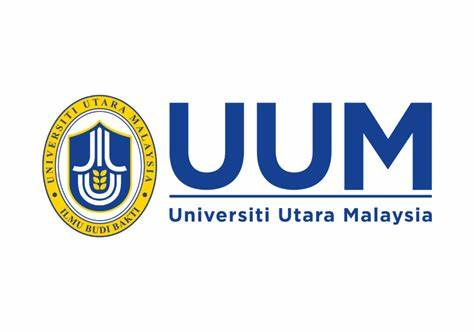 UNIVERSITI UTARA MALAYSIA
ILMU BUDI BAKTI
UUM
Universiti Utara Malaysia